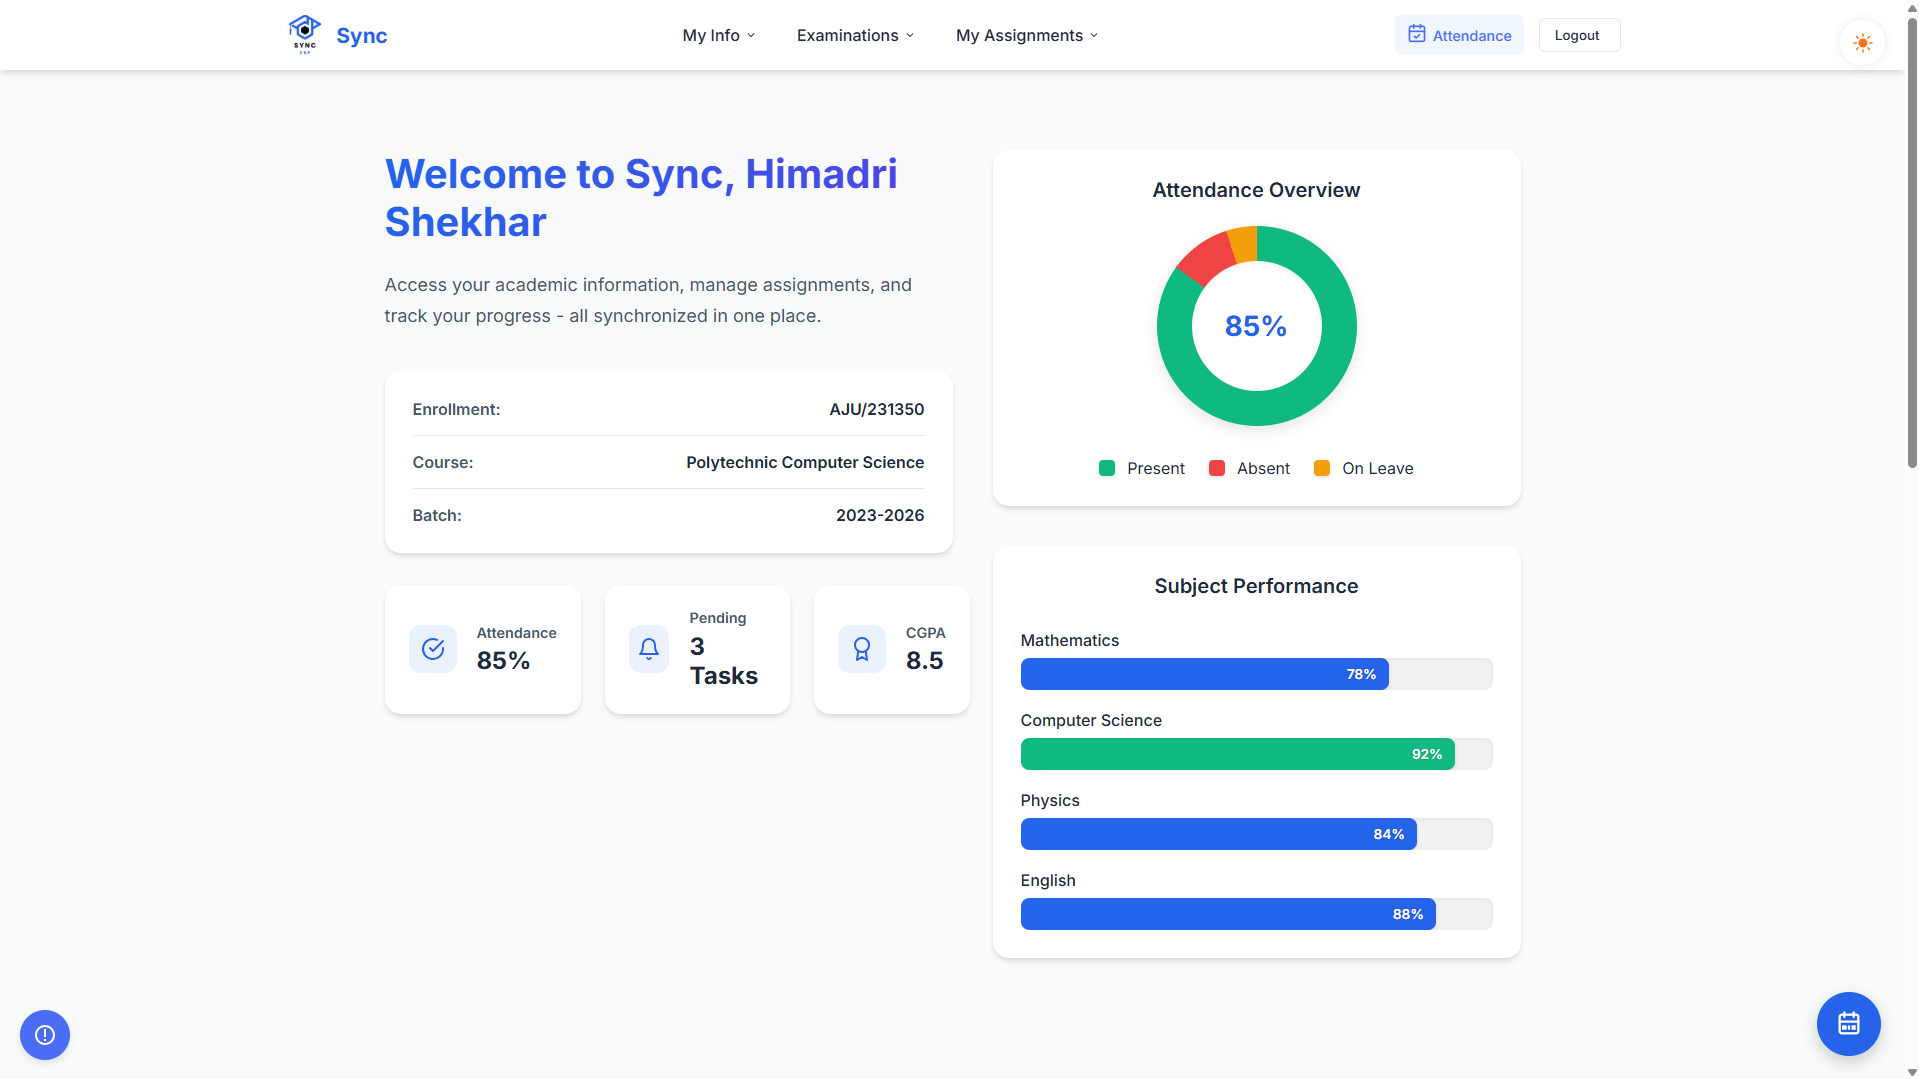 SYNC
Sync
My Info
Examinations
My Assignments
Attendance
Logout
Welcome to Sync, Himadri
Shekhar
Access your academic information, manage assignments, and
track your progress - all synchronized in one place.
Enrollment: AJU/231350
Course: Polytechnic Computer Science
Batch: 2023-2026
Attendance
85%
Pending
3
Tasks
CGPA
8.5
Attendance Overview
85%
Present
Absent
On Leave
Subject Performance
Mathematics
78%
Computer Science
92%
Physics
84%
English
88%